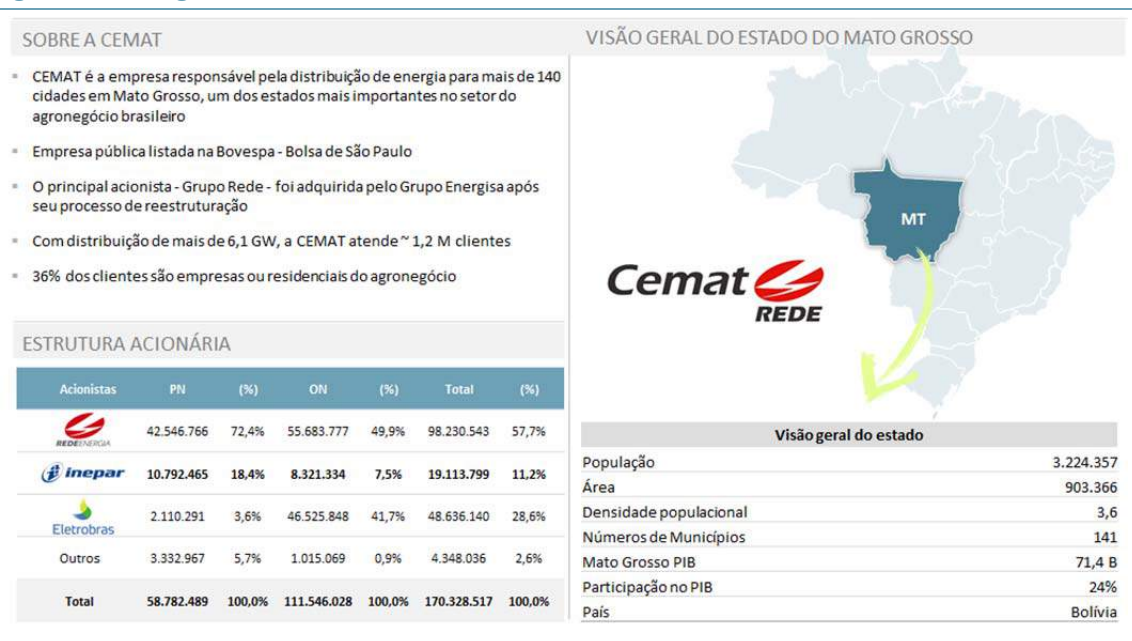 SOBRE A CEMAT
CEMAT é a empresa responsável pela distribuição de energia para mais de 140
cidades em Mato Grosso, um dos estados mais importantes no setor do
agronegócio brasileiro
Empresa pública listada na Bovespa - Bolsa de São Paulo
O principal acionista - Grupo Rede - foi adquirida pelo Grupo Energisa após
seu processo de reestruturação
Com distribuição de mais de 6,1 GW, a CEMAT atende ~ 1,2 M clientes
36% dos clientes são empresas ou residenciais do agronegócio
ESTRUTURA ACIONÁRIA
Acionistas PN (%) ON (%) Total (%)
REDE ENERGIA 42.546.766 72,4% 55.683.777 49,9% 98.230.543 57,7%
inepar 10.792.465 18,4% 8.321.334 7,5% 19.113.799 11,2%
Eletrobras 2.110.291 3,6% 46.525.848 41,7% 48.636.140 28,6%
Outros 3.332.967 5,7% 1.015.069 0,9% 4.348.036 2,6%
Total 58.782.489 100,0% 111.546.028 100,0% 170.328.517 100,0%
VISÃO GERAL DO ESTADO DO MATO GROSSO
MT
Cemat
REDE
Visão geral do estado
População 3.224.357
Área 903.366
Densidade populacional 3,6
Números de Municípios 141
Mato Grosso PIB 71,4 B
Participação no PIB 24%
País Bolívia